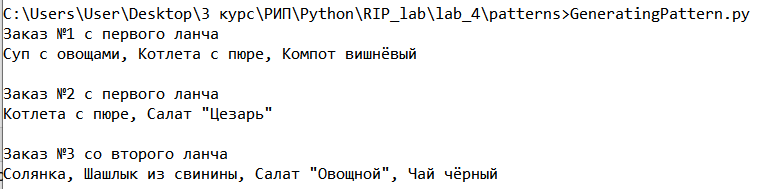 C:\Users\User\Desktop\3 курс\РИП\Python\RIP_lab\lab_4\patterns>GeneratingPattern.py
Заказ №1 с первого ланча
Суп с овощами, Котлета с пюре, Компот вишнёвый
Заказ №2 с первого ланча
Котлета с пюре, Салат "Цезарь"
Заказ №3 со второго ланча
Солянка, Шашлык из свинины, Салат "Овощной", Чай чёрный